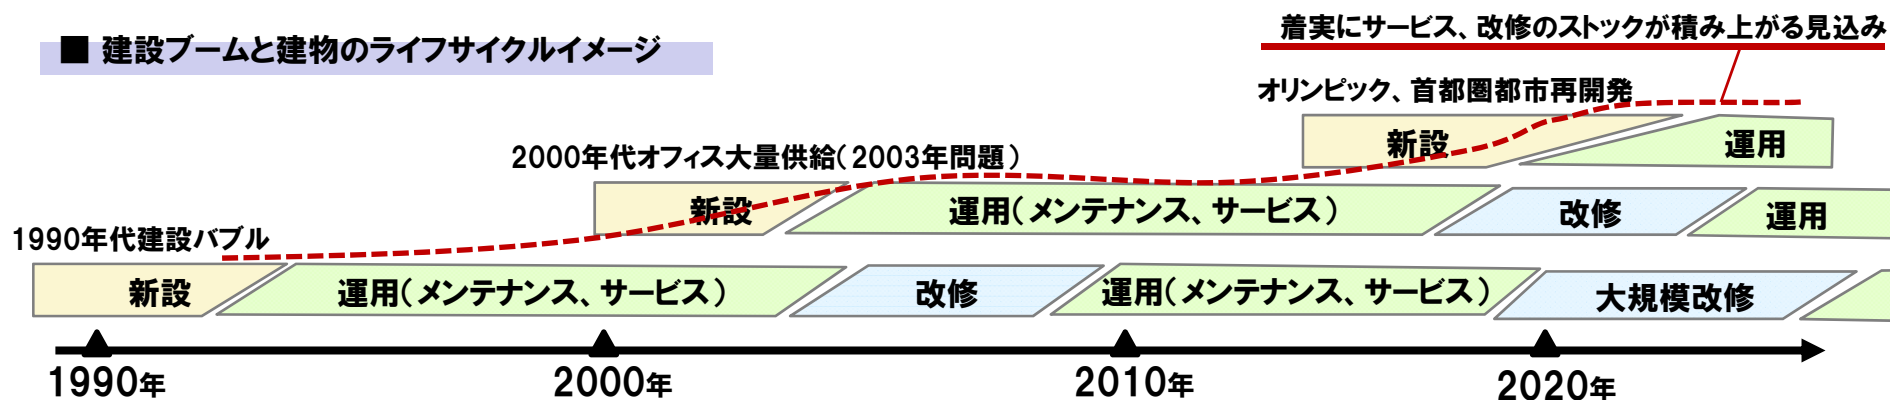 ■ 建設ブームと建物のライフサイクルイメージ
着実にサービス、改修のストックが積み上がる見込み
オリンピック、首都圏都市再開発
新設
運用
2000年代オフィス大量供給(2003年問題)
新設
運用(メンテナンス、サービス)
改修
運用
1990年代建設バブル
新設
運用(メンテナンス、サービス)
改修
運用(メンテナンス、サービス)
大規模改修
1990年
2000年
2010年
2020年